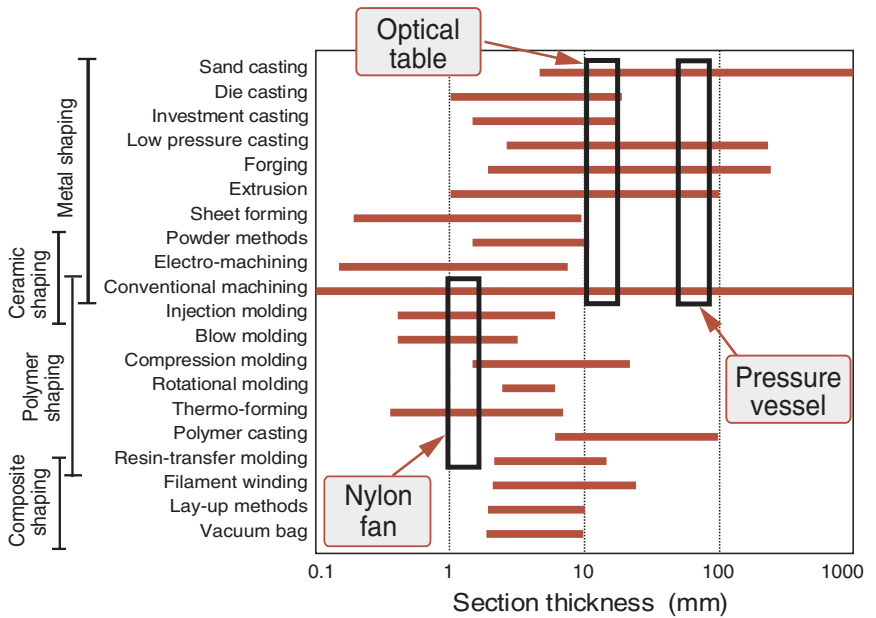 Optical
table
Sand casting
Die casting
Investment casting
Low pressure casting
Forging
Extrusion
Sheet forming
Powder methods
Electro-machining
Conventional machining
Injection molding
Blow molding
Compression molding
Rotational molding
Thermo-forming
Polymer casting
Resin-transfer molding
Filament winding
Lay-up methods
Vacuum bag
Metal shaping
Ceramic
shaping
Polymer
shaping
Composite
shaping
Pressure
vessel
Nylon
fan
0.1 1 10 100 1000
Section thickness (mm)